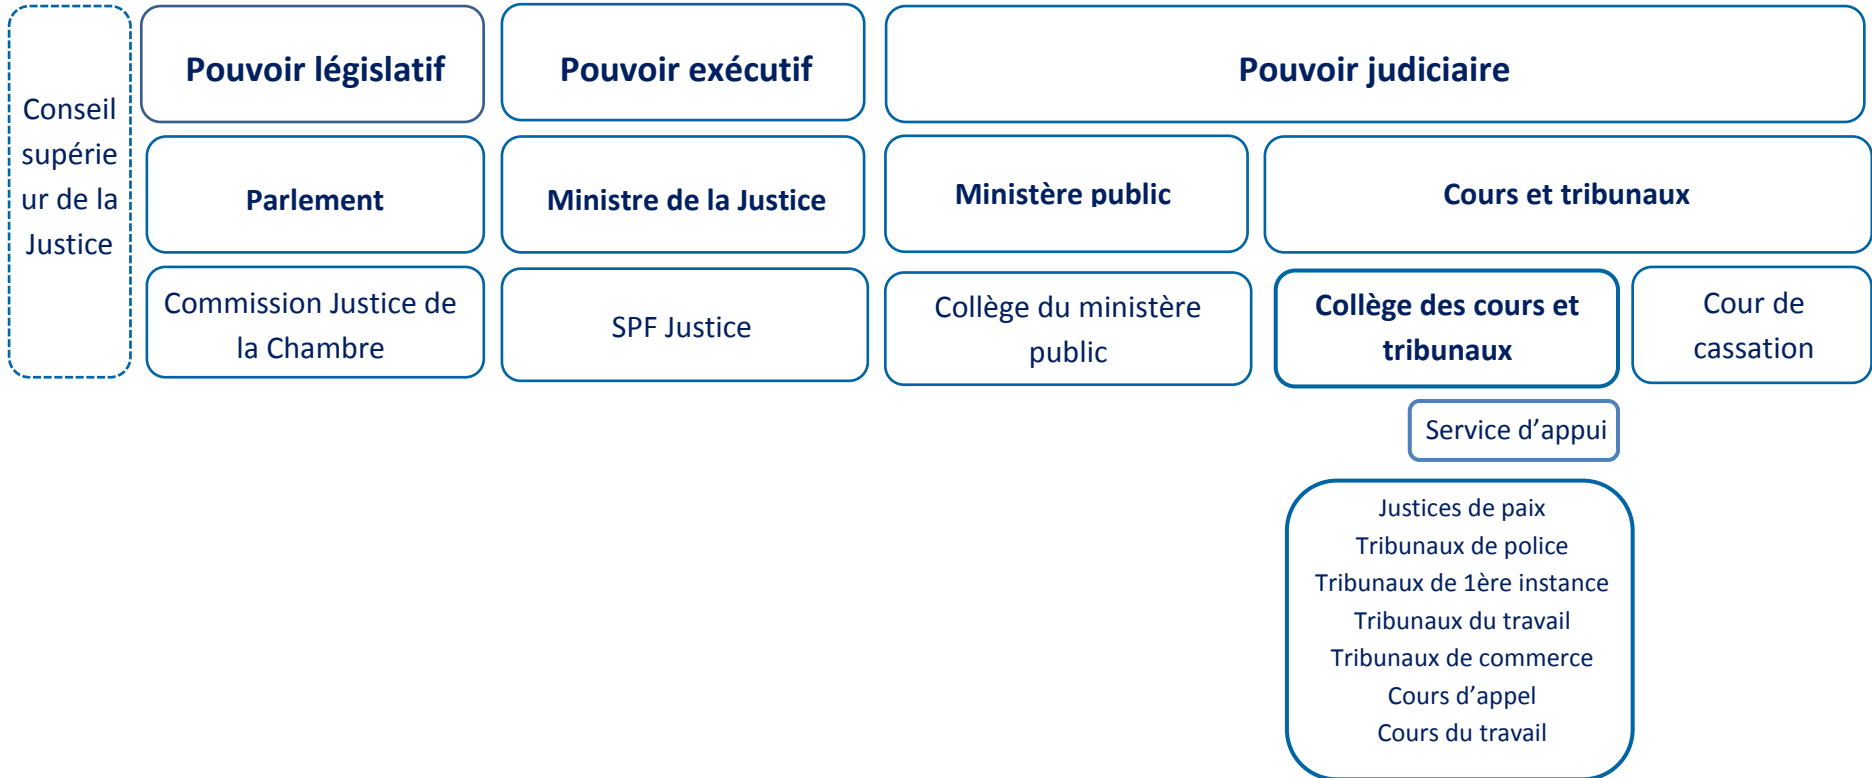 Conseil
supérie
ur de la
Justice
Pouvoir législatif
Pouvoir exécutif
Pouvoir judiciaire
Parlement
Ministre de la Justice
Ministère public
Cours et tribunaux
Commission Justice de
la Chambre
SPF Justice
Collège du ministère
public
Collège des cours et
tribunaux
Cour de
cassation
Service d’appui
Justices de paix
Tribunaux de police
Tribunaux de 1ère instance
Tribunaux du travail
Tribunaux de commerce
Cours d’appel
Cours du travail